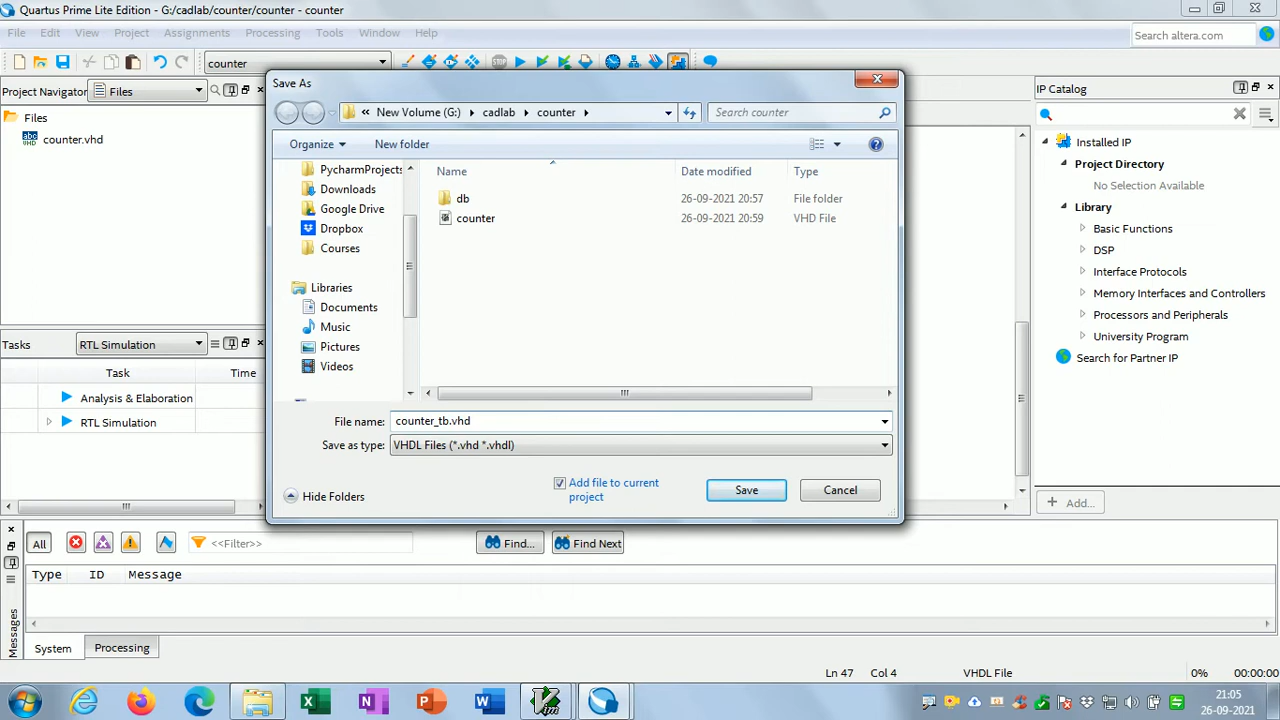 Quartus Prime Lite Edition - G:/cadlab/counter/counter - counter
File Edit View Project Assignments Processing Tools Window Help
Search altera.com
counter
Project Navigator Files
Files
abc
VHD
counter.vhd
Tasks RTL Simulation
Task Time
Analysis & Elaboration
RTL Simulation
Save As
« New Volume (G:) cadlab counter
Search counter
Organize New folder
PycharmProjects
Downloads
Google Drive
Dropbox
Courses
Libraries
Documents
Music
Pictures
Videos
Name Date modified Type
db 26-09-2021 20:57 File folder
counter 26-09-2021 20:59 VHD File
File name: counter_tb.vhd
Save as type: VHDL Files (*.vhd *.vhdl)
Hide Folders
Add file to current
project
Save Cancel
IP Catalog
Installed IP
Project Directory
No Selection Available
Library
Basic Functions
DSP
Interface Protocols
Memory Interfaces and Controllers
Processors and Peripherals
University Program
Search for Partner IP
+ Add...
All <<Filter>> Find... Find Next
Type ID Message
Messages
System Processing
Ln 47 Col 4 VHDL File 0% 00:00:00
21:05
26-09-2021